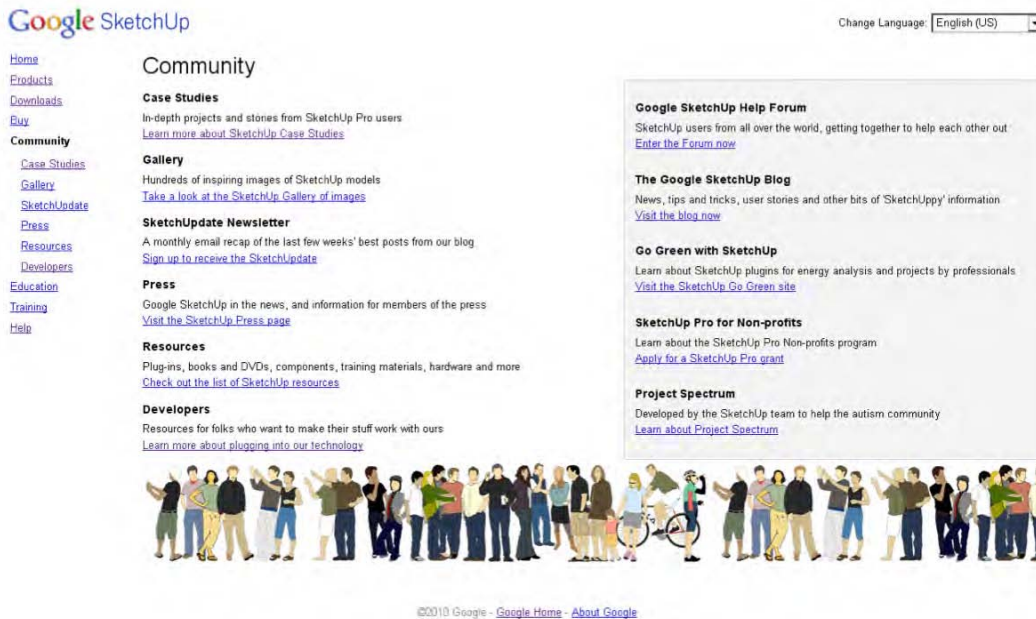 Google SketchUp
Change Language: English (US)
Home
Products
Downloads
Buy
Community
Case Studies
Gallery
SketchUpdate
Press
Resources
Developers
Education
Training
Help
Community
Case Studies
In-depth projects and stories from SketchUp Pro users
Learn more about SketchUp Case Studies
Gallery
Hundreds of inspiring images of SketchUp models
Take a look at the SketchUp Gallery of images
SketchUpdate Newsletter
A monthly email recap of the last few weeks' best posts from our blog
Sign up to receive the SketchUpdate
Press
Google SketchUp in the news, and information for members of the press
Visit the SketchUp Press page
Resources
Plug-ins, books and DVDs, components, training materials, hardware and more
Check out the list of SketchUp resources
Developers
Resources for folks who want to make their stuff work with ours
Learn more about plugging into our technology
Google SketchUp Help Forum
SketchUp users from all over the world, getting together to help each other out
Enter the Forum now
The Google SketchUp Blog
News, tips and tricks, user stories and other bits of 'SketchUppy' information
Visit the blog now
Go Green with SketchUp
Learn about SketchUp plugins for energy analysis and projects by professionals
Visit the SketchUp Go Green site
SketchUp Pro for Non-profits
Learn about the SketchUp Pro Non-profits program
Apply for a SketchUp Pro grant
Project Spectrum
Developed by the SketchUp team to help the autism community
Learn about Project Spectrum
©2010 Google - Google Home - About Google